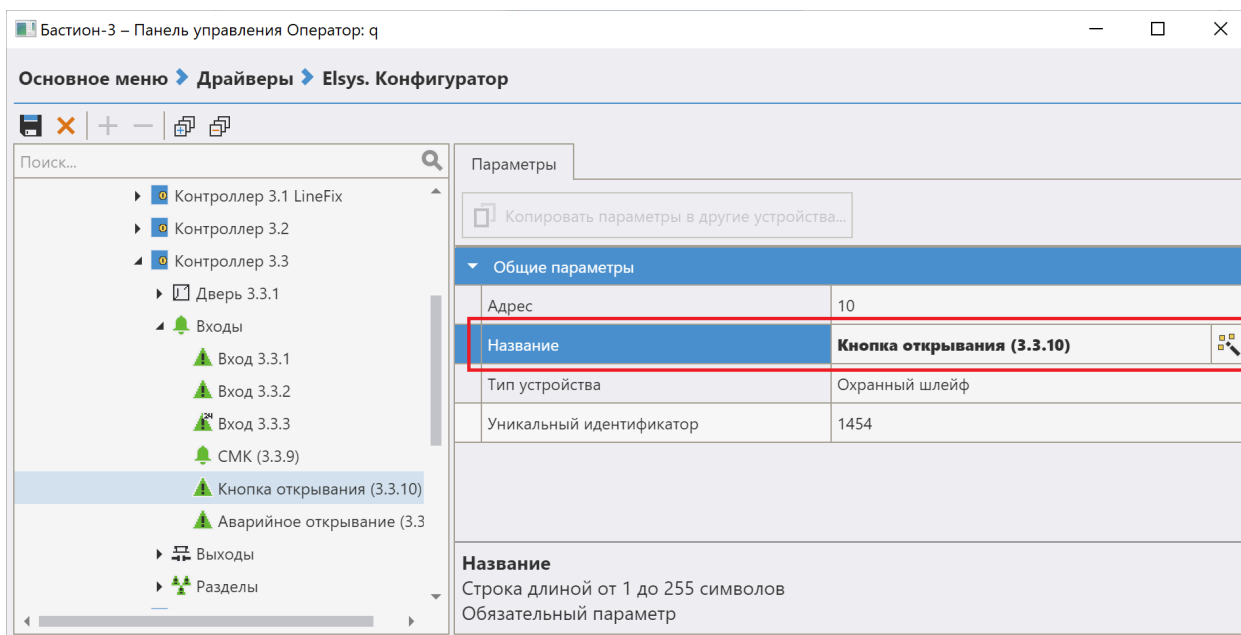 Бастион-3 – Панель управления Оператор: q
Основное меню Драйверы Elsys. Конфигуратор
Поиск...
Контроллер 3.1 LineFix
Контроллер 3.2
Контроллер 3.3
Дверь 3.3.1
Входы
Вход 3.3.1
Вход 3.3.2
Вход 3.3.3
СМК (3.3.9)
Кнопка открывания (3.3.10)
Аварийное открывание (3.3
Выходы
Разделы
Параметры
Копировать параметры в другие устройства...
Общие параметры
Адрес 10
Название Кнопка открывания (3.3.10)
Тип устройства Охранный шлейф
Уникальный идентификатор 1454
Название
Строка длиной от 1 до 255 символов
Обязательный параметр